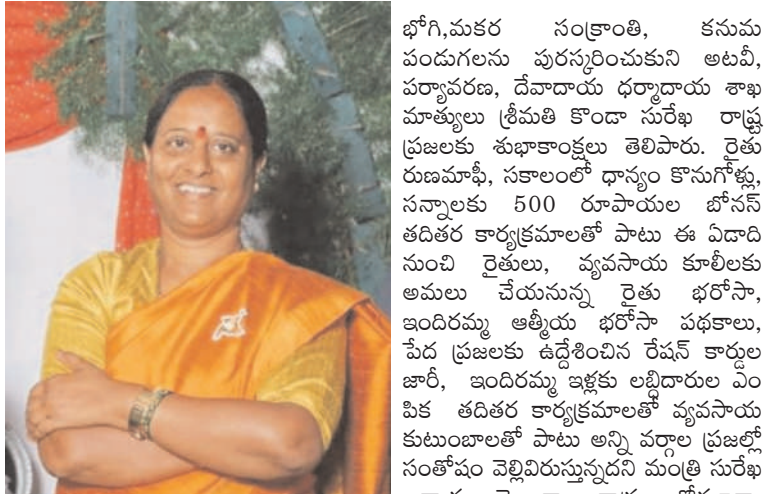 భోగి,మకర సంక్రాంతి, కనుమ
పండుగలను పురస్కరించుకుని అటవీ,
పర్యావరణ, దేవాదాయ ధర్మాదాయ శాఖ
మాత్యులు శ్రీమతి కొండా సురేఖ రాష్ట్ర
ప్రజలకు శుభాకాంక్షలు తెలిపారు. రైతు
రుణమాఫీ, సకాలంలో ధాన్యం కొనుగోళ్లు,
సన్నాలకు 500 రూపాయల బోనస్
తదితర కార్యక్రమాలతో పాటు ఈ ఏడాది
నుంచి రైతులు, వ్యవసాయ కూలీలకు
అమలు చేయనున్న రైతు భరోసా,
ఇందిరమ్మ ఆత్మీయ భరోసా పథకాలు,
పేద ప్రజలకు ఉద్దేశించిన రేషన్ కార్డుల
జారీ, ఇందిరమ్మ ఇళ్లకు లబ్ధిదారుల ఎం
పిక తదితర కార్యక్రమాలతో వ్యవసాయ
కుటుంబాలతో పాటు అన్ని వర్గాల ప్రజల్లో
సంతోషం వెల్లివిరుస్తున్నదని మంత్రి సురేఖ